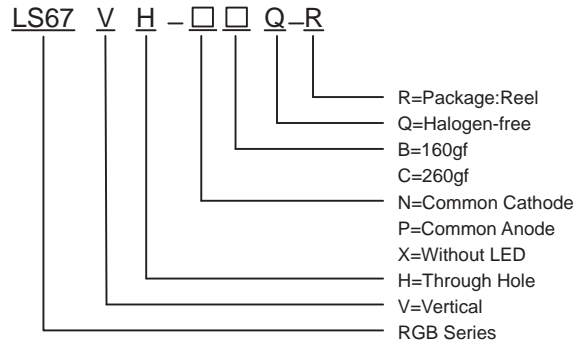 LS67 V H – □ □ Q – R
R=Package:Reel
Q=Halogen-free
B=160gf
C=260gf
N=Common Cathode
P=Common Anode
X=Without LED
H=Through Hole
V=Vertical
RGB Series